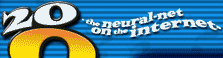 20
Q
the neural-net
on the internet.